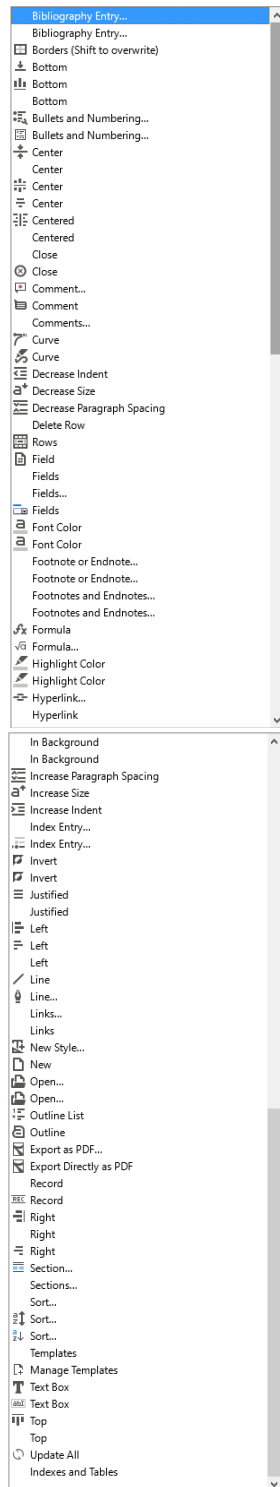 Bibliography Entry...
Bibliography Entry...
Borders (Shift to overwrite)
Bottom
Bottom
Bottom
Bullets and Numbering...
Bullets and Numbering...
Center
Center
Center
Center
Centered
Centered
Close
Close
Comment...
Comment
Comments...
Curve
Curve
Decrease Indent
Decrease Size
Decrease Paragraph Spacing
Delete Row
Rows
Field
Fields
Fields...
Fields
Font Color
Font Color
Footnote or Endnote...
Footnote or Endnote...
Footnotes and Endnotes...
Footnotes and Endnotes...
Formula
Formula...
Highlight Color
Highlight Color
Hyperlink...
Hyperlink
In Background
In Background
Increase Paragraph Spacing
Increase Size
Increase Indent
Index Entry...
Index Entry...
Invert
Invert
Justified
Justified
Left
Left
Left
Line
Line...
Links...
Links
New Style...
New
Open...
Open...
Outline List
Outline
Export as PDF...
Export Directly as PDF
Record
REC Record
Right
Right
Right
Section...
Sections...
Sort...
Sort...
Sort...
Templates
Manage Templates
Text Box
Text Box
Top
Top
Update All
Indexes and Tables